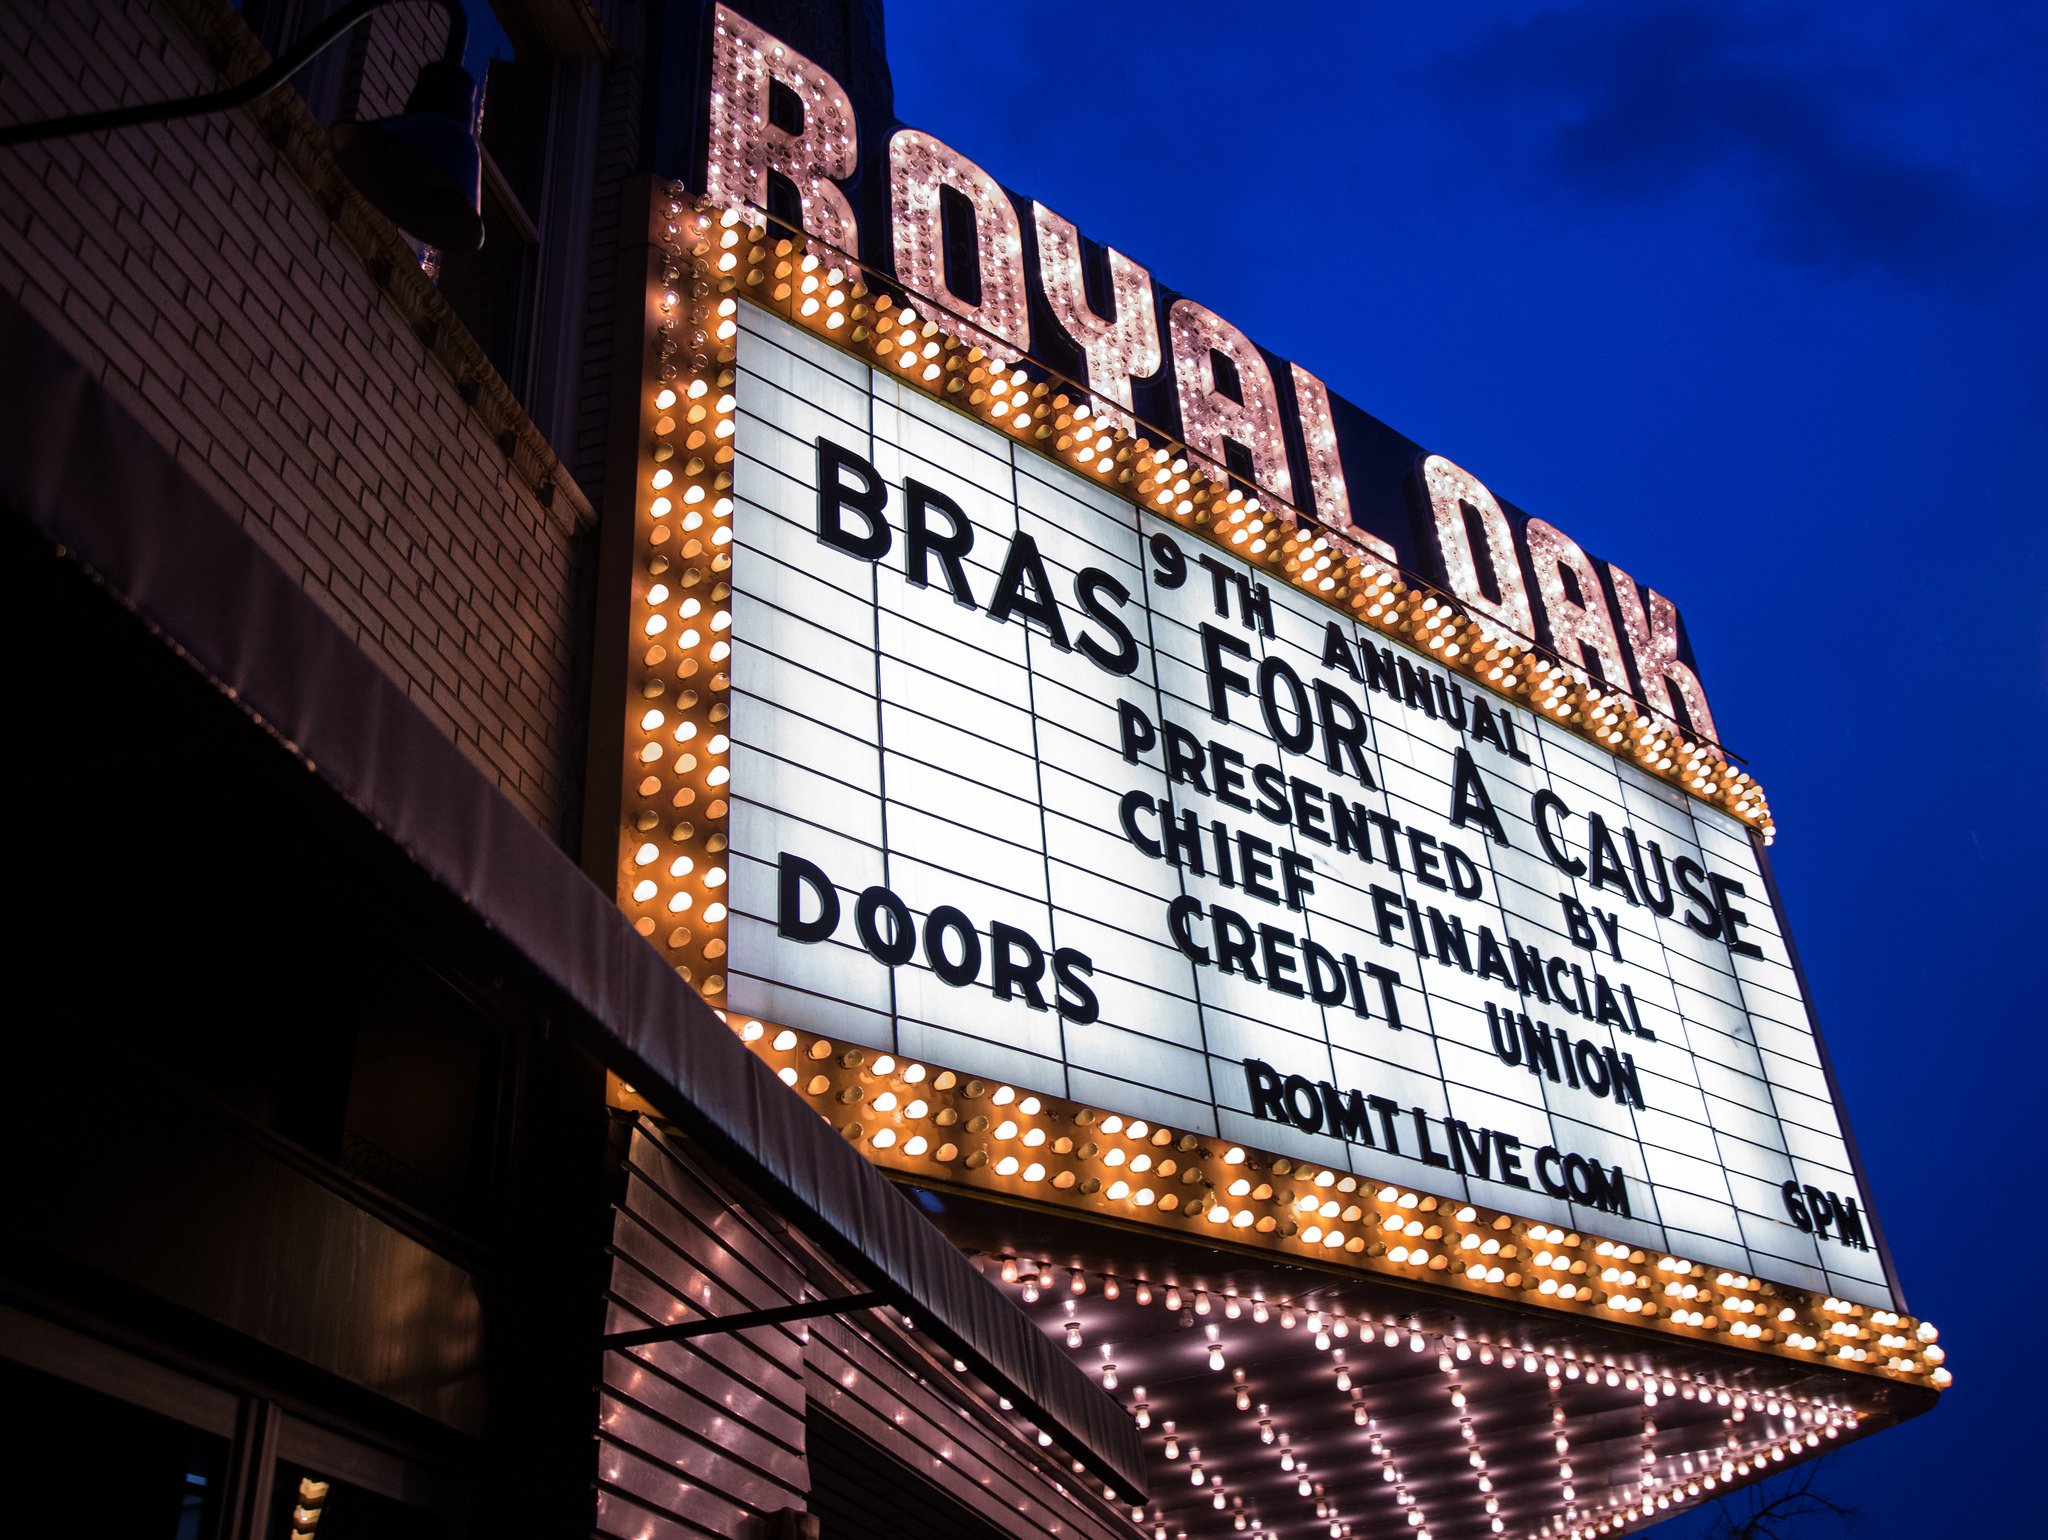 ROYAL OAK
9TH ANNUAL
BRAS FOR A CAUSE
PRESENTED BY
CHIEF FINANCIAL
CREDIT UNION
DOORS 6PM
ROMTLIVE COM